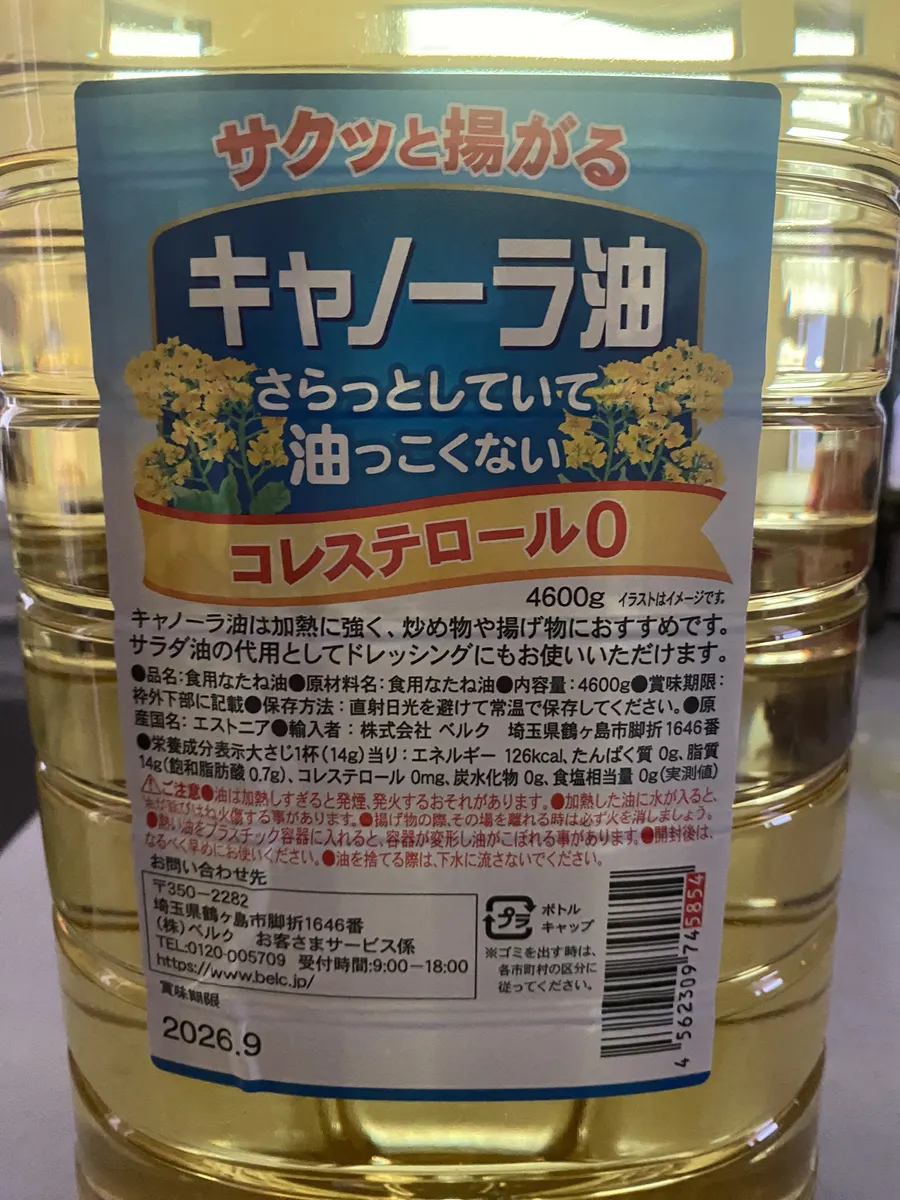 サクッと揚がる
キャノーラ油
さらっとしていて
油っこくない
コレステロール0
4600g イラストはイメージです。
キャノーラ油は加熱に強く、炒め物や揚げ物におすすめです。
サラダ油の代用としてドレッシングにもお使いいただけます。
●品名:食用なたね油●原材料名:食用なたね油●内容量:4600g●賞味期限:
枠外下部に記載●保存方法:直射日光を避けて常温で保存してください。●原
産国名:エストニア●輸入者:株式会社 ベルク 埼玉県鶴ヶ島市脚折1646番
●栄養成分表示大さじ1杯(14g)当り:エネルギー 126kcal、たんぱく質 0g、脂質
14g(飽和脂肪酸 0.7g)、コレステロール 0mg、炭水化物 0g、食塩相当量 0g(実測値)
⚠ご注意●油は加熱しすぎると発煙、発火するおそれがあります。●加熱した油に水が入ると、
油が飛びはね火傷する事があります。●揚げ物の際、その場を離れる時は必ず火を消しましょう。
●熱い油をプラスチック容器に入れると、容器が変形し油がこぼれる事があります。●開封後は、
なるべく早めにお使いください。●油を捨てる際は、下水に流さないでください。
お問い合わせ先
〒350-2282
埼玉県鶴ヶ島市脚折1646番
(株)ベルク お客さまサービス係
TEL:0120-005709 受付時間:9:00-18:00
https://www.belc.jp/
プラ
ボトル
キャップ
※ゴミを出す時は、
各市町村の区分に
従ってください。
4 562309 745854
賞味期限
2026.9